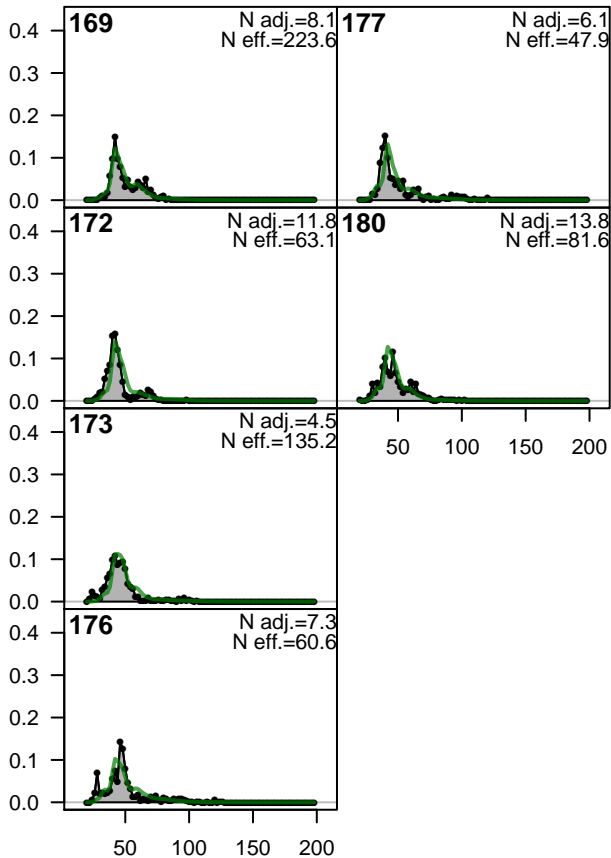 169
N adj.=8.1
N eff.=223.6
177
N adj.=6.1
N eff.=47.9
0.4
0.3
0.2
0.1
0.0
172
N adj.=11.8
N eff.=63.1
180
N adj.=13.8
N eff.=81.6
0.4
0.3
0.2
0.1
0.0
50 100 150 200
173
N adj.=4.5
N eff.=135.2
0.4
0.3
0.2
0.1
0.0
176
N adj.=7.3
N eff.=60.6
0.4
0.3
0.2
0.1
0.0
50 100 150 200